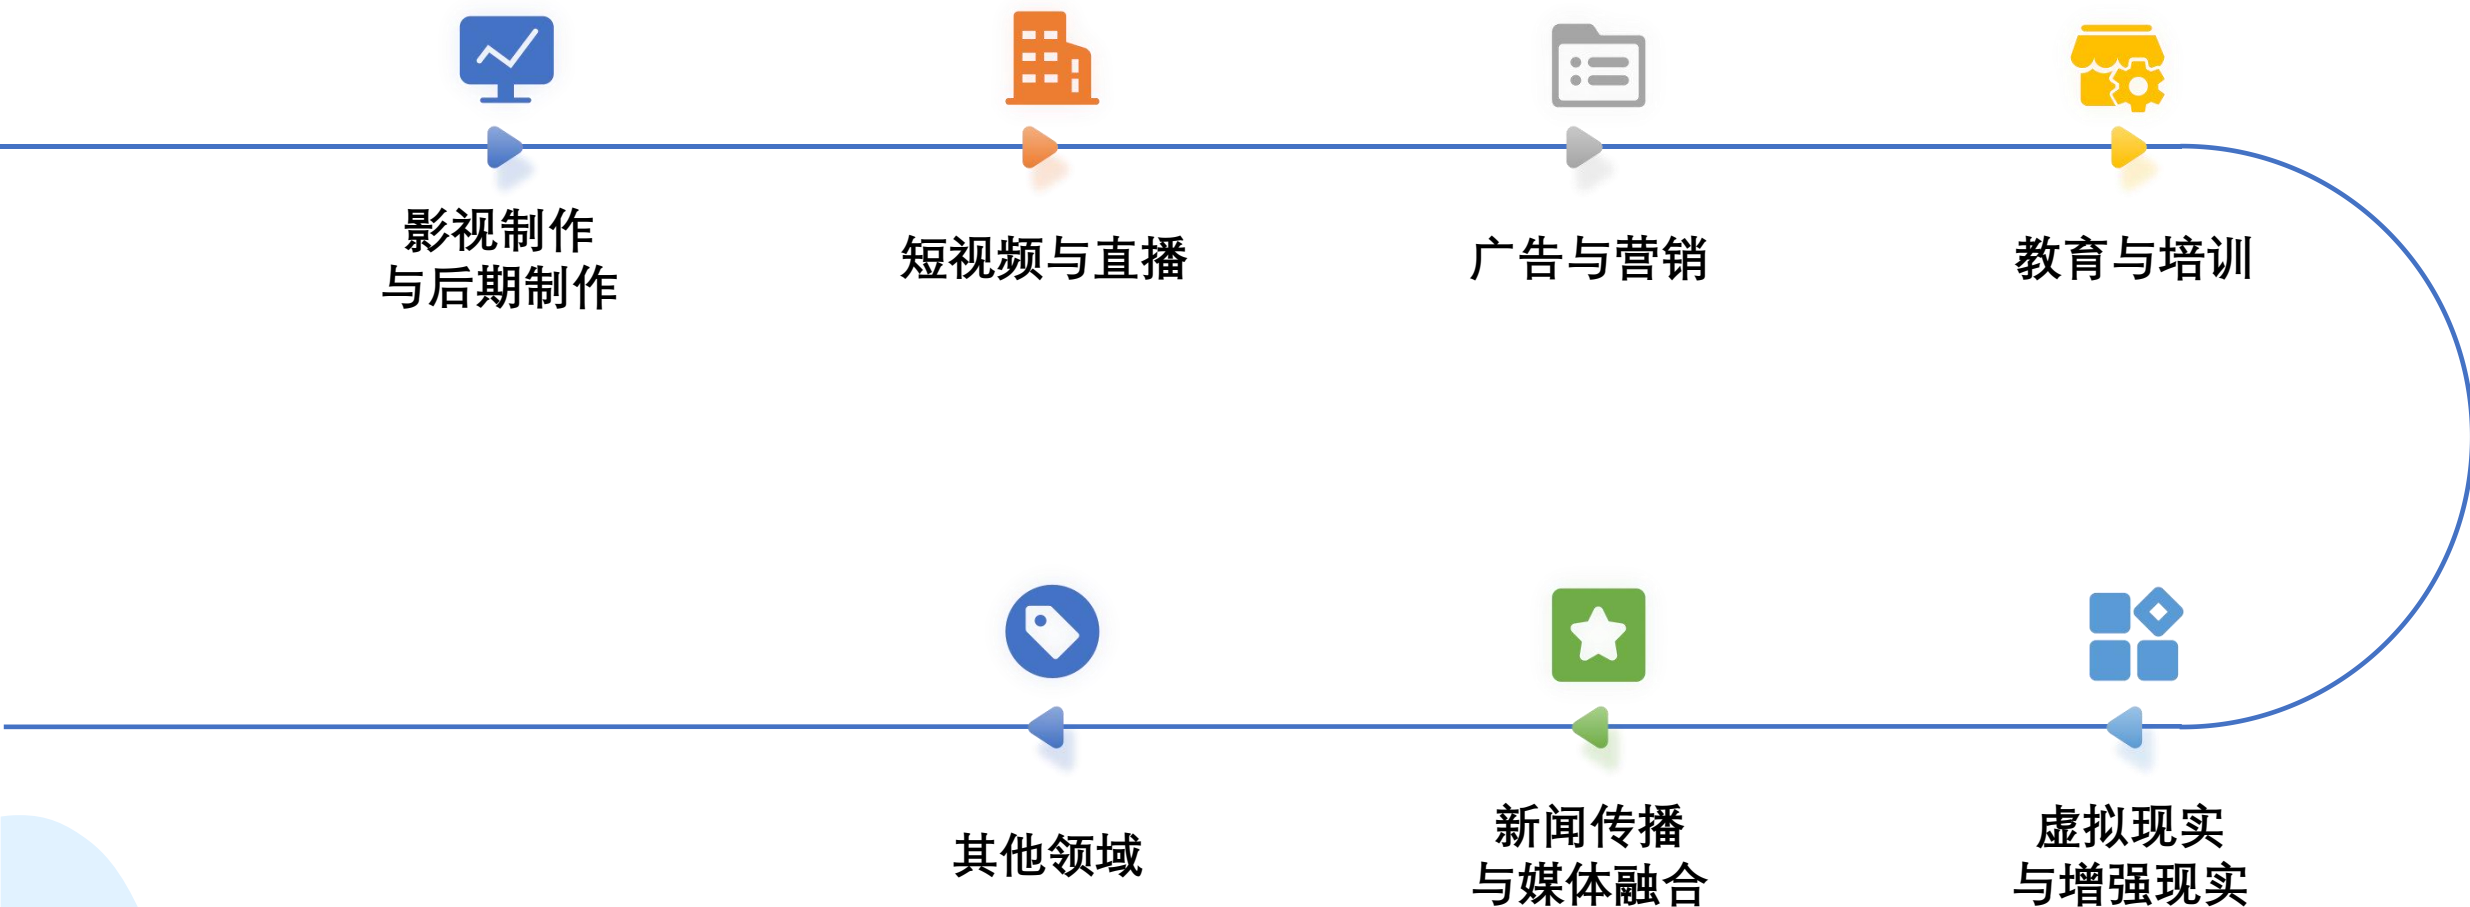 影视制作
与后期制作
短视频与直播
广告与营销
教育与培训
虚拟现实
与增强现实
新闻传播
与媒体融合
其他领域